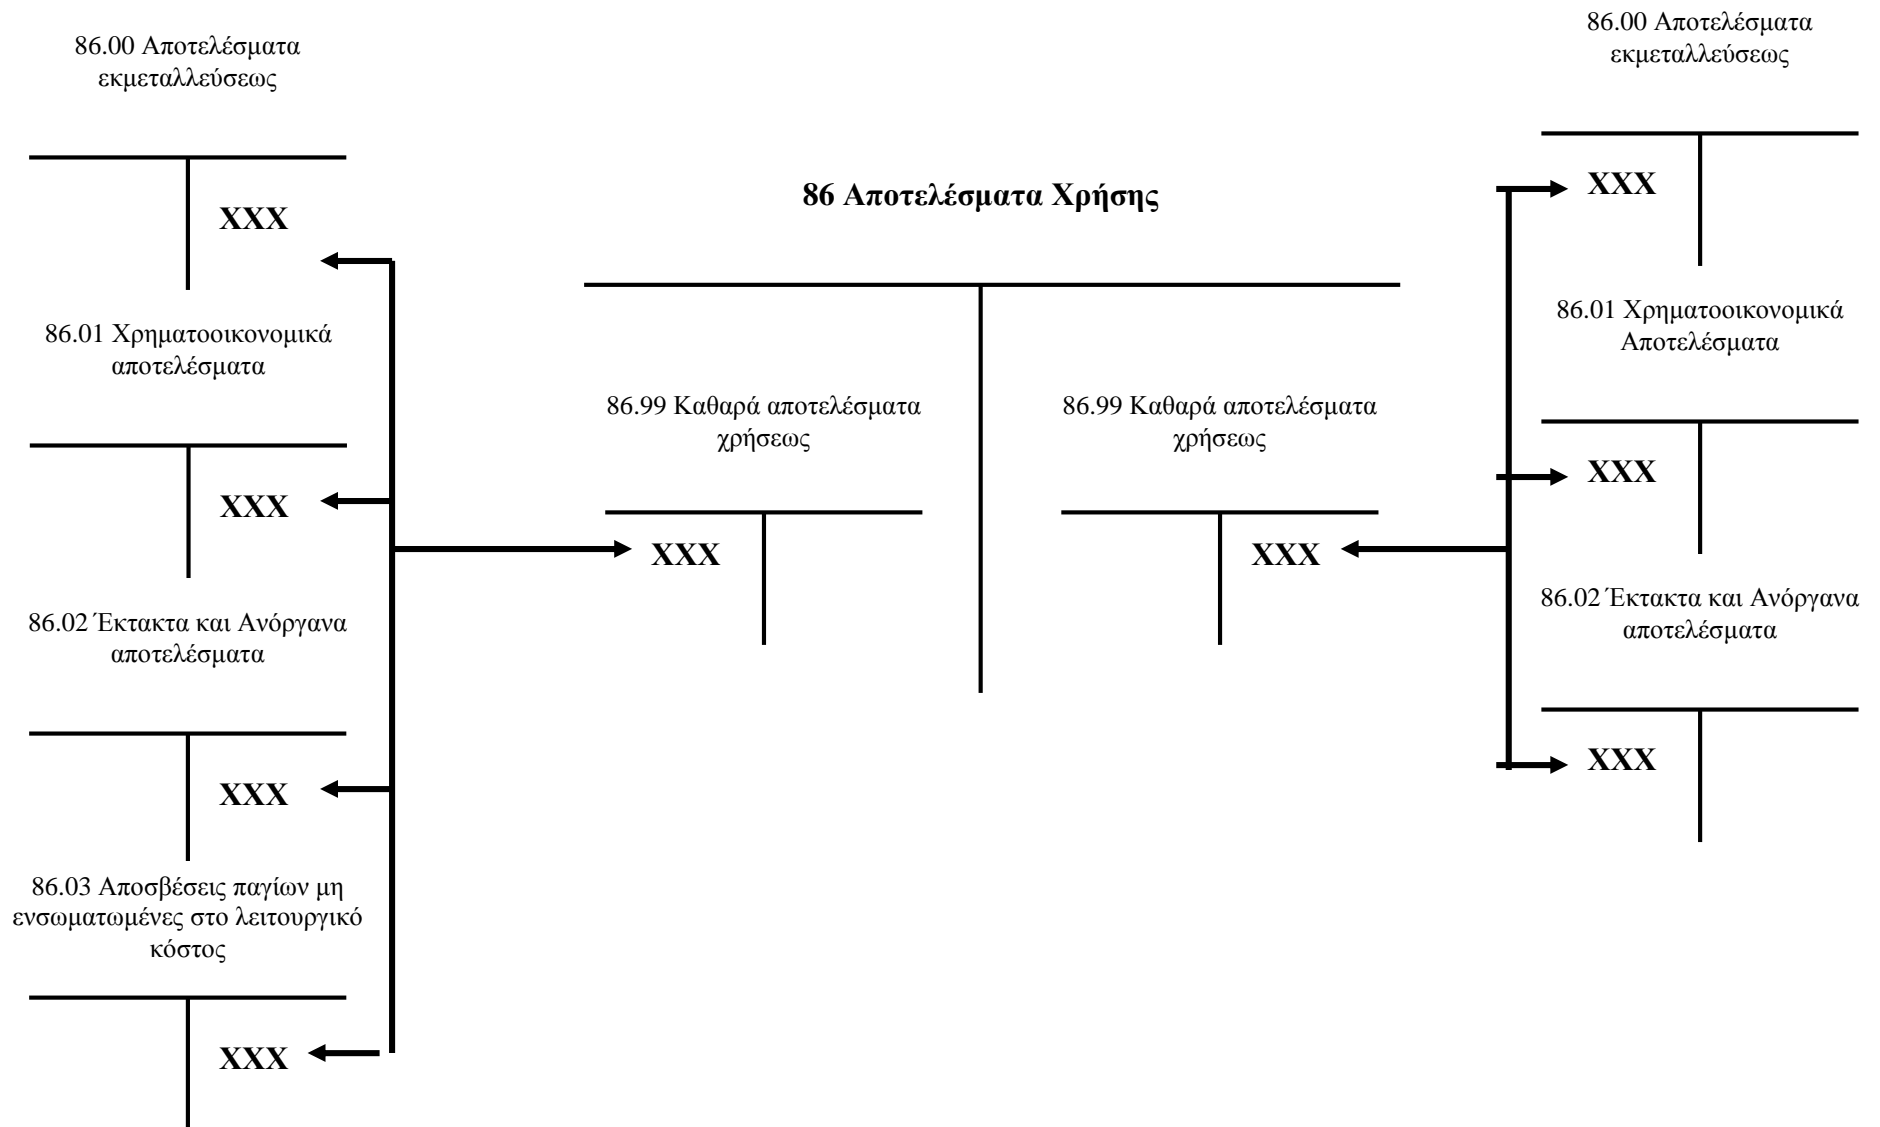 86.00 Αποτελέσματα
εκμεταλλεύσεως
XXX
86.01 Χρηματοοικονομικά
αποτελέσματα
XXX
86.02 Έκτακτα και Ανόργανα
αποτελέσματα
XXX
86.03 Αποσβέσεις παγίων μη
ενσωματωμένες στο λειτουργικό
κόστος
XXX
86 Αποτελέσματα Χρήσης
86.99 Καθαρά αποτελέσματα
χρήσεως
XXX
86.99 Καθαρά αποτελέσματα
χρήσεως
XXX
86.00 Αποτελέσματα
εκμεταλλεύσεως
XXX
86.01 Χρηματοοικονομικά
Αποτελέσματα
XXX
86.02 Έκτακτα και Ανόργανα
αποτελέσματα
XXX